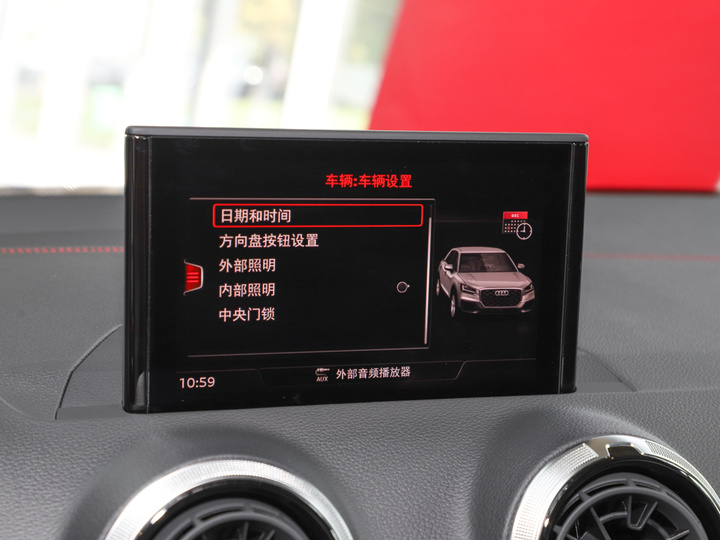 车辆:车辆设置
日期和时间
方向盘按钮设置
外部照明
内部照明
中央门锁
10:59
AUX
外部音频播放器